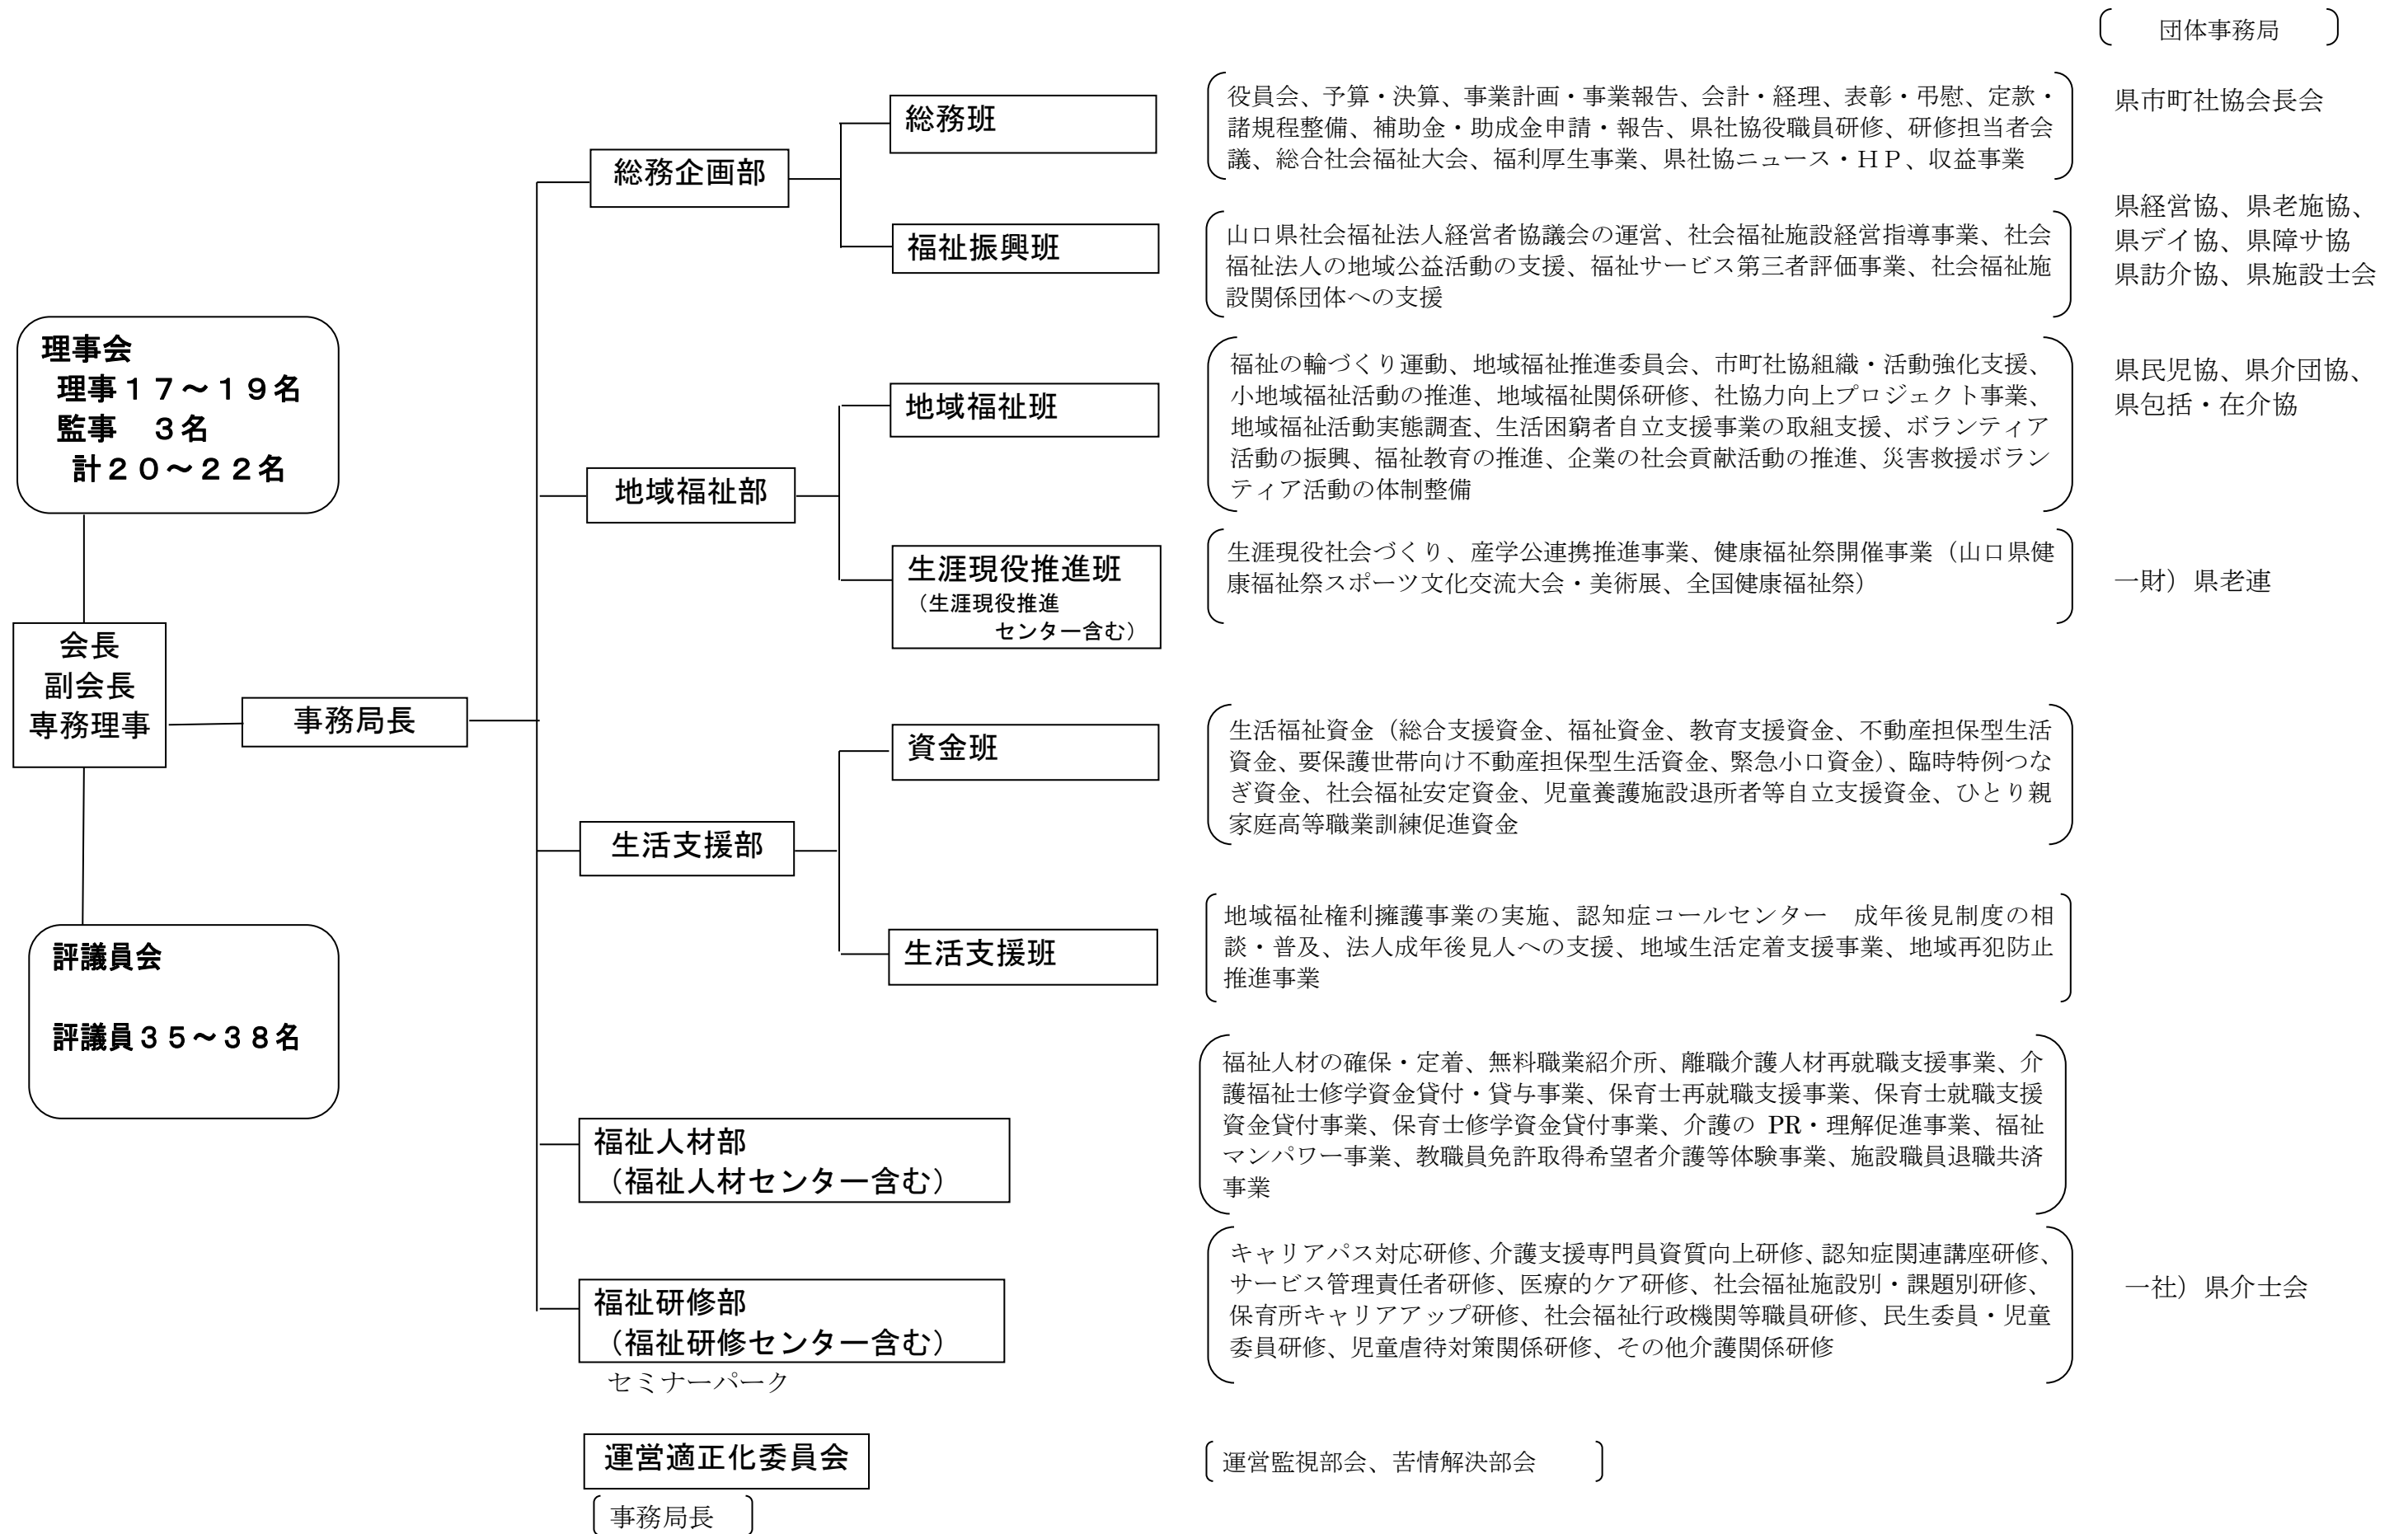 団体事務局
総務班
役員会、予算・決算、事業計画・事業報告、会計・経理、表彰・弔慰、定款・
諸規程整備、補助金・助成金申請・報告、県社協役職員研修、研修担当者会
議、総合社会福祉大会、福利厚生事業、県社協ニュース・ＨＰ、収益事業
県市町社協会長会
総務企画部
福祉振興班
山口県社会福祉法人経営者協議会の運営、社会福祉施設経営指導事業、社会
福祉法人の地域公益活動の支援、福祉サービス第三者評価事業、社会福祉施
設関係団体への支援
県経営協、県老施協、
県デイ協、県障サ協
県訪介協、県施設士会
理事会
理事１７～１９名
監事　３名
計２０～２２名
地域福祉班
福祉の輪づくり運動、地域福祉推進委員会、市町社協組織・活動強化支援、
小地域福祉活動の推進、地域福祉関係研修、社協力向上プロジェクト事業、
地域福祉活動実態調査、生活困窮者自立支援事業の取組支援、ボランティア
活動の振興、福祉教育の推進、企業の社会貢献活動の推進、災害救援ボラン
ティア活動の体制整備
県民児協、県介団協、
県包括・在介協
地域福祉部
生涯現役推進班
（生涯現役推進
センター含む）
生涯現役社会づくり、産学公連携推進事業、健康福祉祭開催事業（山口県健
康福祉祭スポーツ文化交流大会・美術展、全国健康福祉祭）
一財）県老連
会長
副会長
専務理事
事務局長
資金班
生活福祉資金（総合支援資金、福祉資金、教育支援資金、不動産担保型生活
資金、要保護世帯向け不動産担保型生活資金、緊急小口資金）、臨時特例つな
ぎ資金、社会福祉安定資金、児童養護施設退所者等自立支援資金、ひとり親
家庭高等職業訓練促進資金
生活支援部
生活支援班
地域福祉権利擁護事業の実施、認知症コールセンター　成年後見制度の相
談・普及、法人成年後見人への支援、地域生活定着支援事業、地域再犯防止
推進事業
評議員会
評議員３５～３８名
福祉人材部
（福祉人材センター含む）
福祉人材の確保・定着、無料職業紹介所、離職介護人材再就職支援事業、介
護福祉士修学資金貸付・貸与事業、保育士再就職支援事業、保育士就職支援
資金貸付事業、保育士修学資金貸付事業、介護の PR・理解促進事業、福祉
マンパワー事業、教職員免許取得希望者介護等体験事業、施設職員退職共済
事業
福祉研修部
（福祉研修センター含む）
セミナーパーク
キャリアパス対応研修、介護支援専門員資質向上研修、認知症関連講座研修、
サービス管理責任者研修、医療的ケア研修、社会福祉施設別・課題別研修、
保育所キャリアアップ研修、社会福祉行政機関等職員研修、民生委員・児童
委員研修、児童虐待対策関係研修、その他介護関係研修
一社）県介士会
運営適正化委員会
運営監視部会、苦情解決部会
事務局長